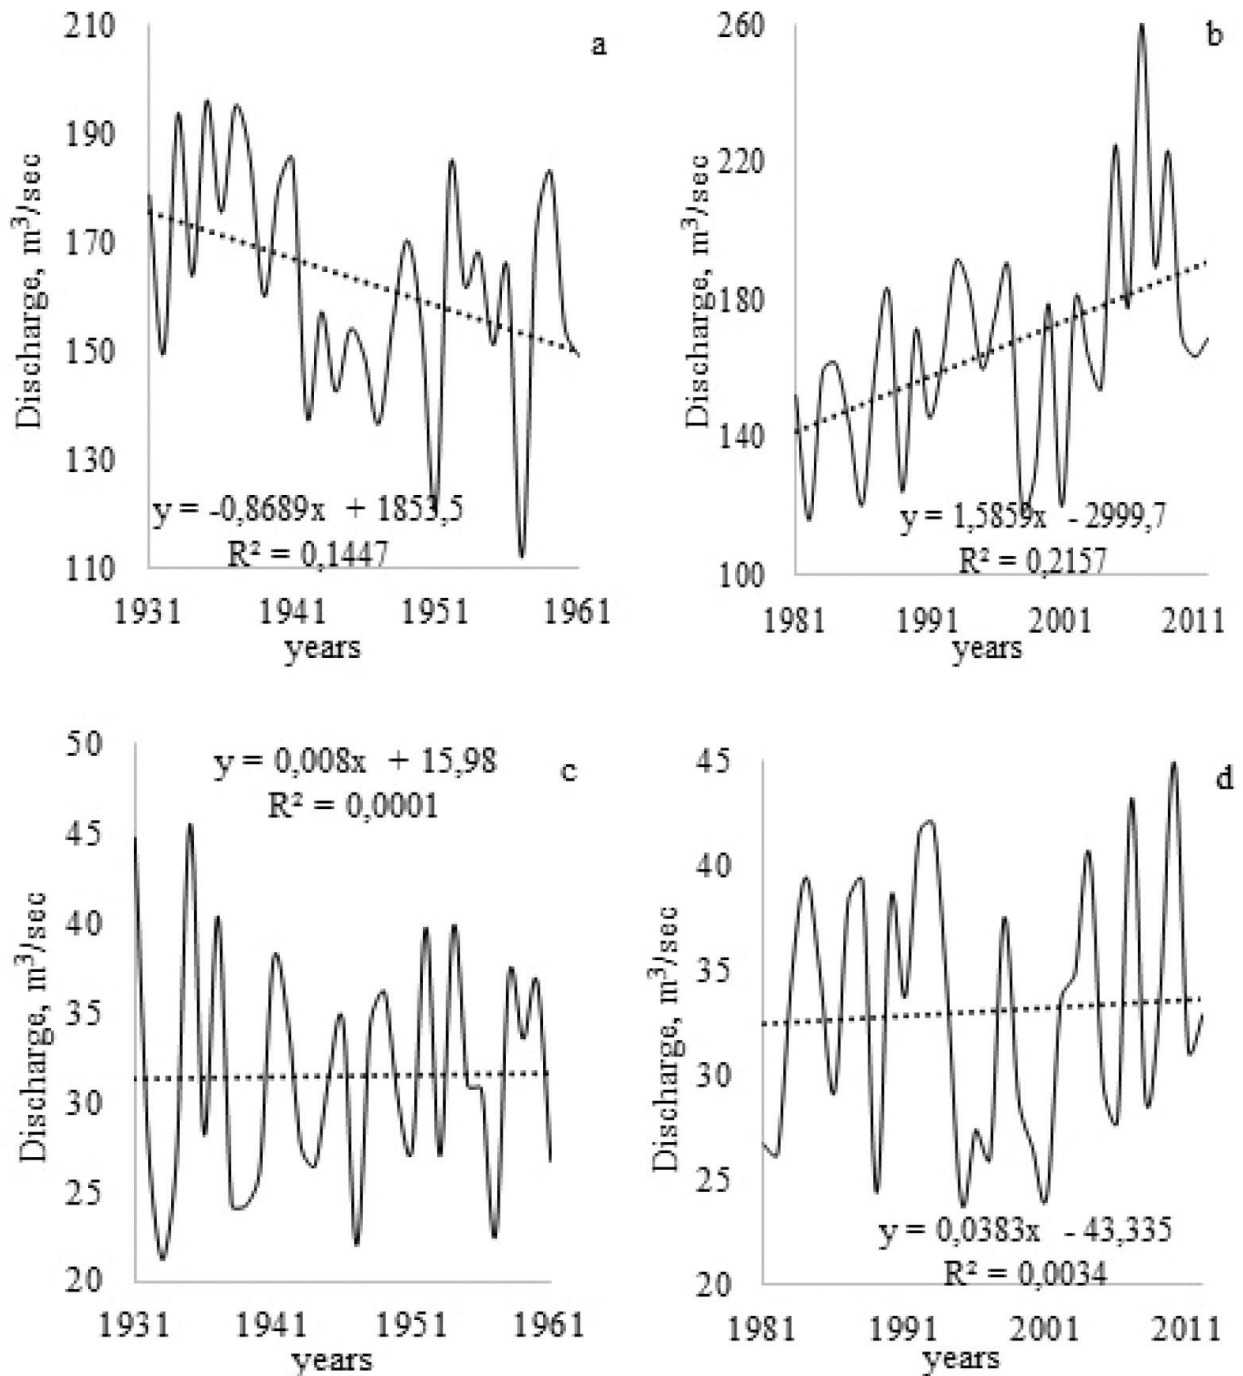 a
Discharge, m³/sec
210
190
170
150
130
110
y = -0,8689x + 1853,5
R² = 0,1447
1931 1941 1951 1961
years
b
Discharge, m³/sec
260
220
180
140
100
y = 1,5859x - 2999,7
R² = 0,2157
1981 1991 2001 2011
years
c
Discharge, m³/sec
50
45
40
35
30
25
20
y = 0,008x + 15,98
R² = 0,0001
1931 1941 1951 1961
years
d
Discharge, m³/sec
45
40
35
30
25
20
y = 0,0383x - 43,335
R² = 0,0034
1981 1991 2001 2011
years